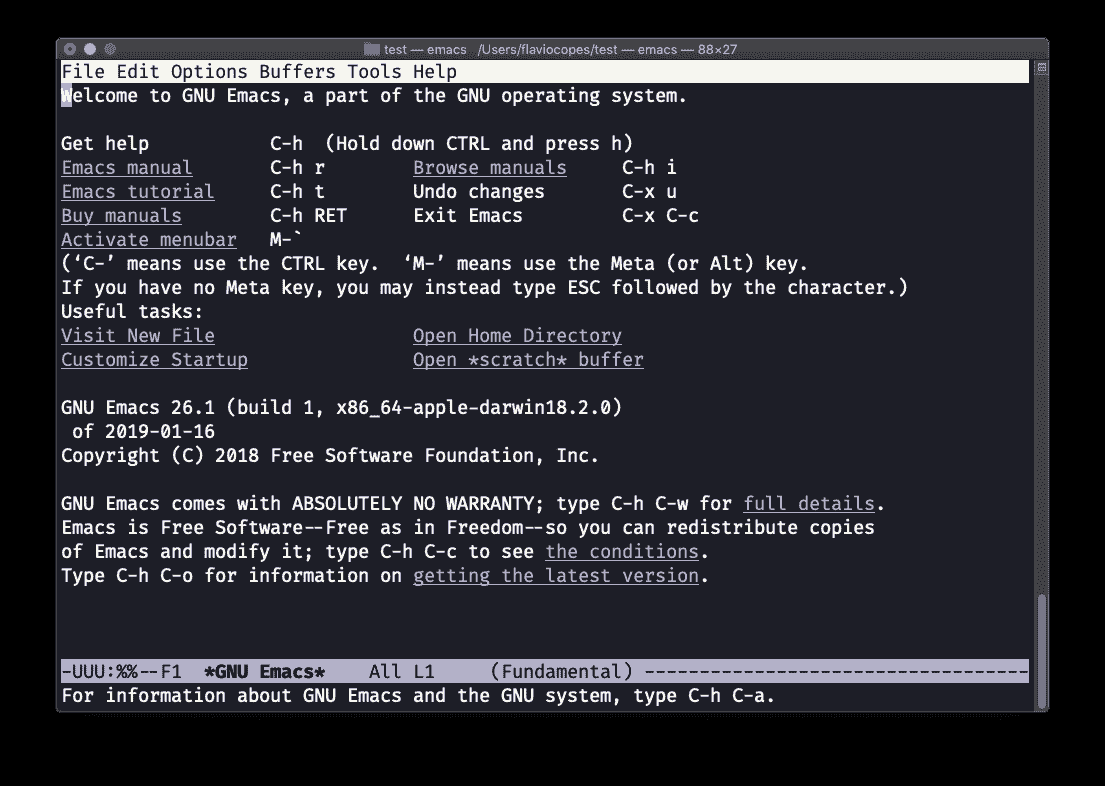 test — emacs /Users/flaviocopes/test — emacs — 88×27
File Edit Options Buffers Tools Help
Welcome to GNU Emacs, a part of the GNU operating system.
Get help C-h (Hold down CTRL and press h)
Emacs manual C-h r Browse manuals C-h i
Emacs tutorial C-h t Undo changes C-x u
Buy manuals C-h RET Exit Emacs C-x C-c
Activate menubar M-`
(‘C-’ means use the CTRL key. ‘M-’ means use the Meta (or Alt) key.
If you have no Meta key, you may instead type ESC followed by the character.)
Useful tasks:
Visit New File Open Home Directory
Customize Startup Open *scratch* buffer
GNU Emacs 26.1 (build 1, x86_64-apple-darwin18.2.0)
of 2019-01-16
Copyright (C) 2018 Free Software Foundation, Inc.
GNU Emacs comes with ABSOLUTELY NO WARRANTY; type C-h C-w for full details.
Emacs is Free Software--Free as in Freedom--so you can redistribute copies
of Emacs and modify it; type C-h C-c to see the conditions.
Type C-h C-o for information on getting the latest version.
-UUU:%%--F1 *GNU Emacs* All L1 (Fundamental) -----------------------------------
For information about GNU Emacs and the GNU system, type C-h C-a.